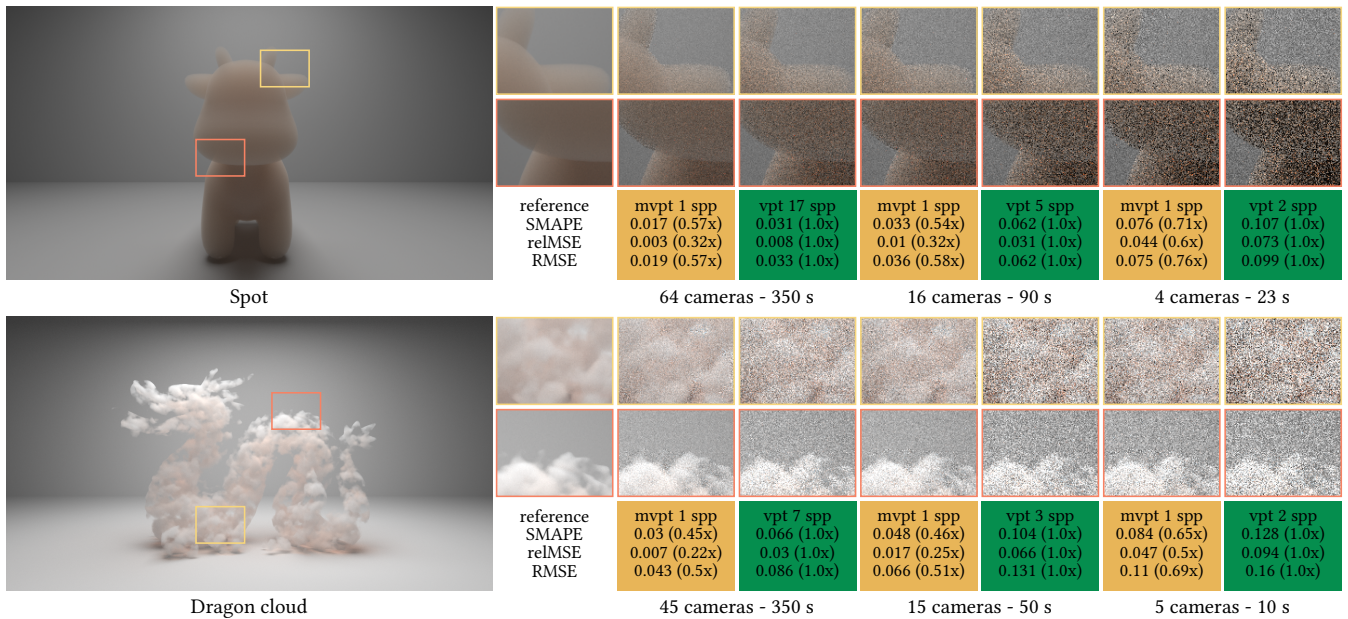 reference mvpt 1 spp vpt 17 spp mvpt 1 spp vpt 5 spp mvpt 1 spp vpt 2 spp
SMAPE 0.017 (0.57x) 0.031 (1.0x) 0.033 (0.54x) 0.062 (1.0x) 0.076 (0.71x) 0.107 (1.0x)
relMSE 0.003 (0.32x) 0.008 (1.0x) 0.01 (0.32x) 0.031 (1.0x) 0.044 (0.6x) 0.073 (1.0x)
RMSE 0.019 (0.57x) 0.033 (1.0x) 0.036 (0.58x) 0.062 (1.0x) 0.075 (0.76x) 0.099 (1.0x)
Spot 64 cameras - 350 s 16 cameras - 90 s 4 cameras - 23 s
reference mvpt 1 spp vpt 7 spp mvpt 1 spp vpt 3 spp mvpt 1 spp vpt 2 spp
SMAPE 0.03 (0.45x) 0.066 (1.0x) 0.048 (0.46x) 0.104 (1.0x) 0.084 (0.65x) 0.128 (1.0x)
relMSE 0.007 (0.22x) 0.03 (1.0x) 0.017 (0.25x) 0.066 (1.0x) 0.047 (0.5x) 0.094 (1.0x)
RMSE 0.043 (0.5x) 0.086 (1.0x) 0.066 (0.51x) 0.131 (1.0x) 0.11 (0.69x) 0.16 (1.0x)
Dragon cloud 45 cameras - 350 s 15 cameras - 50 s 5 cameras - 10 s